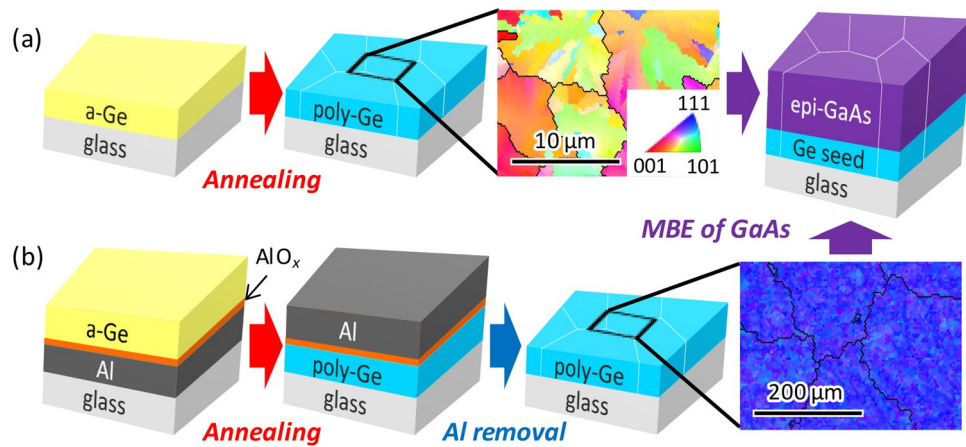 (a)
a-Ge
glass
Annealing
poly-Ge
glass
10 μm
111
001
101
epi-GaAs
Ge seed
glass
MBE of GaAs
(b)
AlOx
a-Ge
Al
glass
Annealing
Al
poly-Ge
glass
Al removal
poly-Ge
glass
200 μm